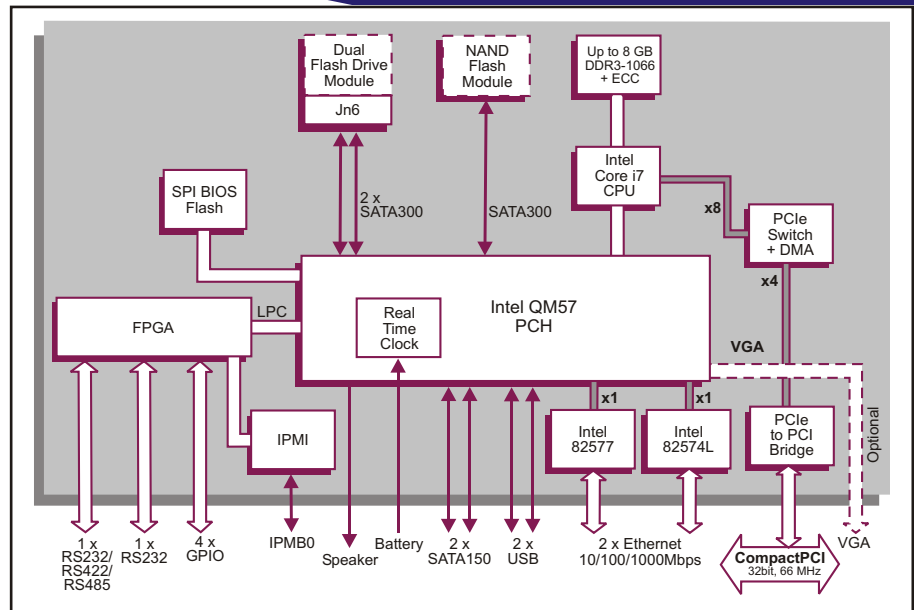 Dual
Flash Drive
Module
Jn6
NAND
Flash
Module
Up to 8 GB
DDR3-1066
+ ECC
Intel
Core i7
CPU
SPI BIOS
Flash
2 x
SATA300
SATA300
x8
PCIe
Switch
+ DMA
x4
FPGA
LPC
Intel QM57
PCH
Real
Time
Clock
VGA
x1
x1
IPMI
Intel
82577
Intel
82574L
PCIe
to PCI
Bridge
Optional
1 x
RS232/
RS422/
RS485
1 x
RS232
4 x
GPIO
IPMB0
Speaker
Battery
2 x
SATA150
2 x
USB
2 x Ethernet
10/100/1000Mbps
CompactPCI
32bit, 66 MHz
VGA